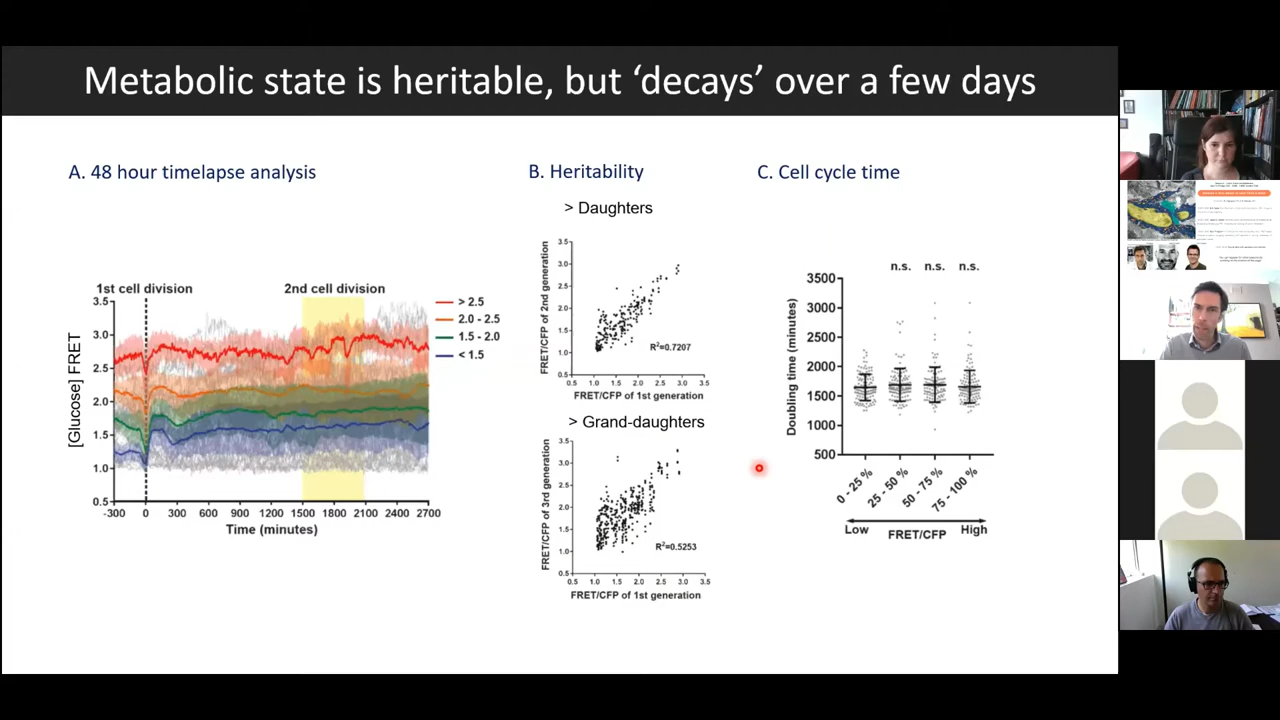 Metabolic state is heritable, but ‘decays’ over a few days
A. 48 hour timelapse analysis
1st cell division
2nd cell division
[Glucose] FRET
3.5
3.0
2.5
2.0
1.5
1.0
0.5
-300
0
300
600
900
1200
1500
1800
2100
2400
2700
Time (minutes)
> 2.5
2.0 - 2.5
1.5 - 2.0
< 1.5
B. Heritability
> Daughters
FRET/CFP of 2nd generation
3.5
3.0
2.5
2.0
1.5
1.0
0.5
R²=0.7207
0.5
1.0
1.5
2.0
2.5
3.0
3.5
FRET/CFP of 1st generation
> Grand-daughters
FRET/CFP of 3rd generation
3.5
3.0
2.5
2.0
1.5
1.0
0.5
R²=0.5253
0.5
1.0
1.5
2.0
2.5
3.0
3.5
FRET/CFP of 1st generation
C. Cell cycle time
n.s.
n.s.
n.s.
Doubling time (minutes)
3500
3000
2500
2000
1500
1000
500
0 - 25 %
25 - 50 %
50 - 75 %
75 - 100 %
Low
FRET/CFP
High